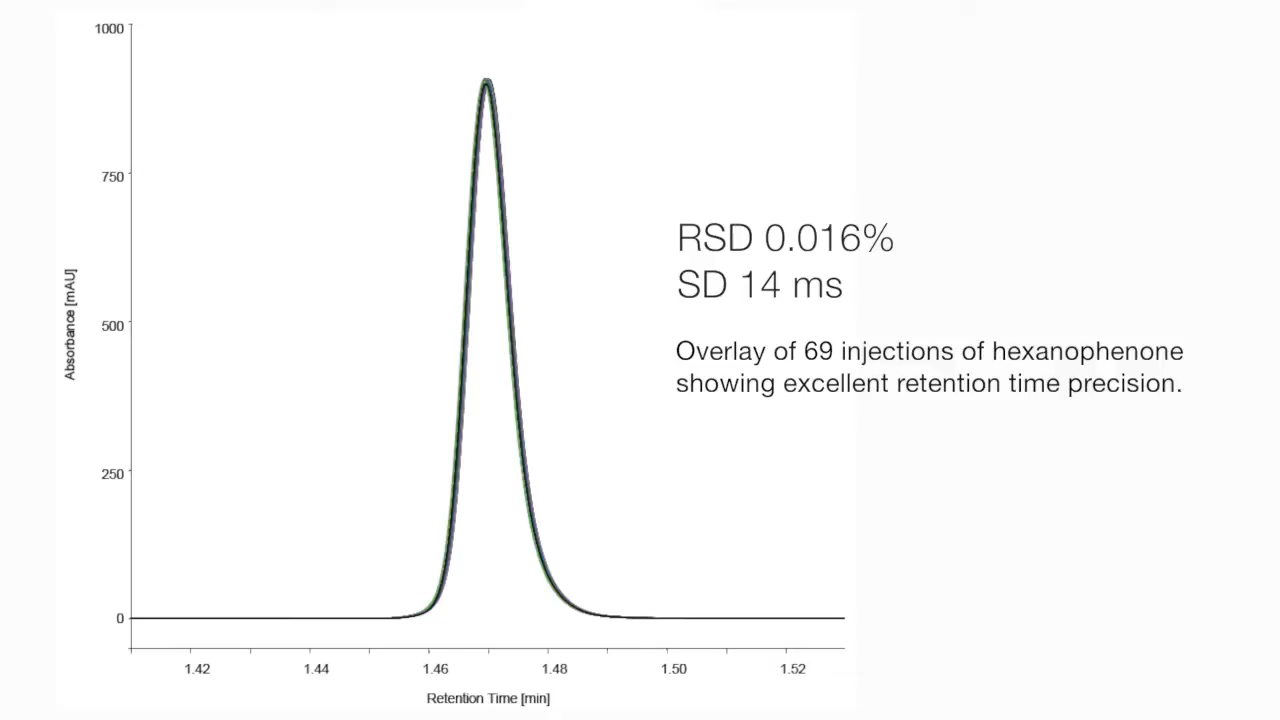 1000
750
500
250
0
Absorbance [mAU]
1.42
1.44
1.46
1.48
1.50
1.52
Retention Time [min]
RSD 0.016%
SD 14 ms
Overlay of 69 injections of hexanophenone
showing excellent retention time precision.